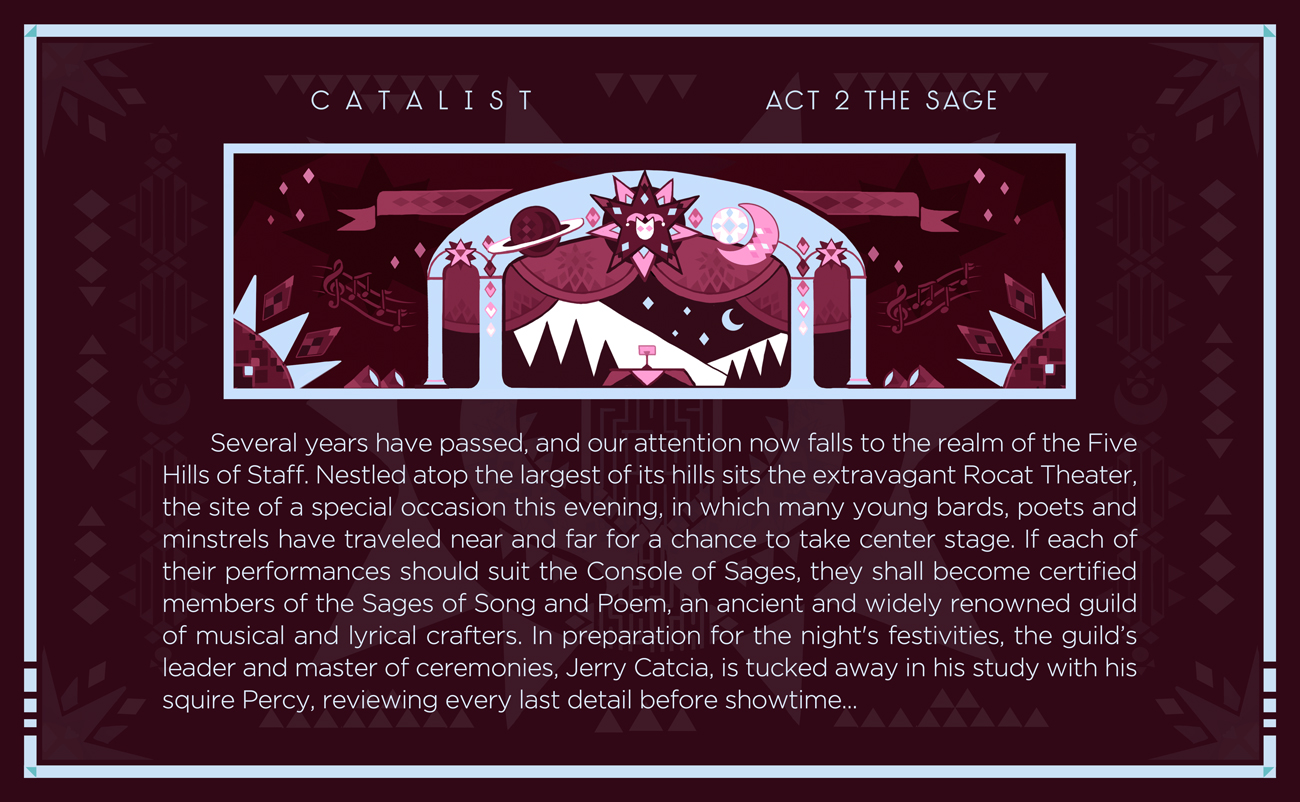 CATALIST
ACT 2 THE SAGE
Several years have passed, and our attention now falls to the realm of the Five
Hills of Staff. Nestled atop the largest of its hills sits the extravagant Rocat Theater,
the site of a special occasion this evening, in which many young bards, poets and
minstrels have traveled near and far for a chance to take center stage. If each of
their performances should suit the Console of Sages, they shall become certified
members of the Sages of Song and Poem, an ancient and widely renowned guild
of musical and lyrical crafters. In preparation for the night's festivities, the guild’s
leader and master of ceremonies, Jerry Catcia, is tucked away in his study with his
squire Percy, reviewing every last detail before showtime...